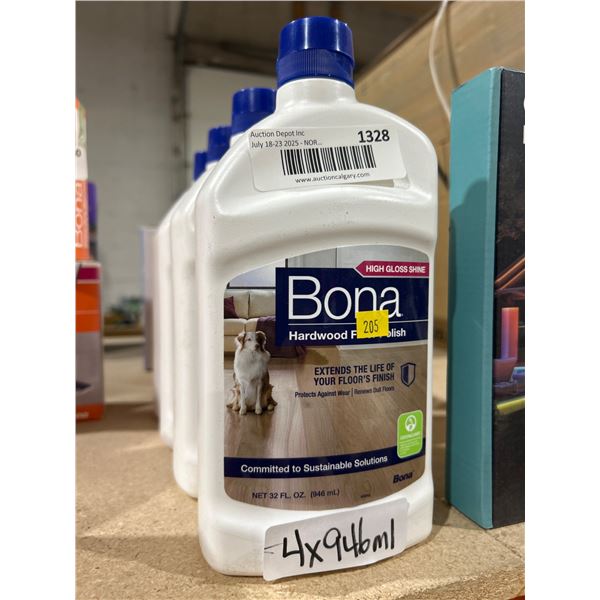 Auction Depot Inc
July 18-23 2025 - NOR...
1328
www.auctioncalgary.com
HIGH GLOSS SHINE
Bona
Hardwood F Polish
205
EXTENDS THE LIFE OF
YOUR FLOOR'S FINISH
Protects Against Wear | Renews Dull Floors
Committed to Sustainable Solutions
NET 32 FL. OZ. (946 mL)
Bona
4x946ml
Bona